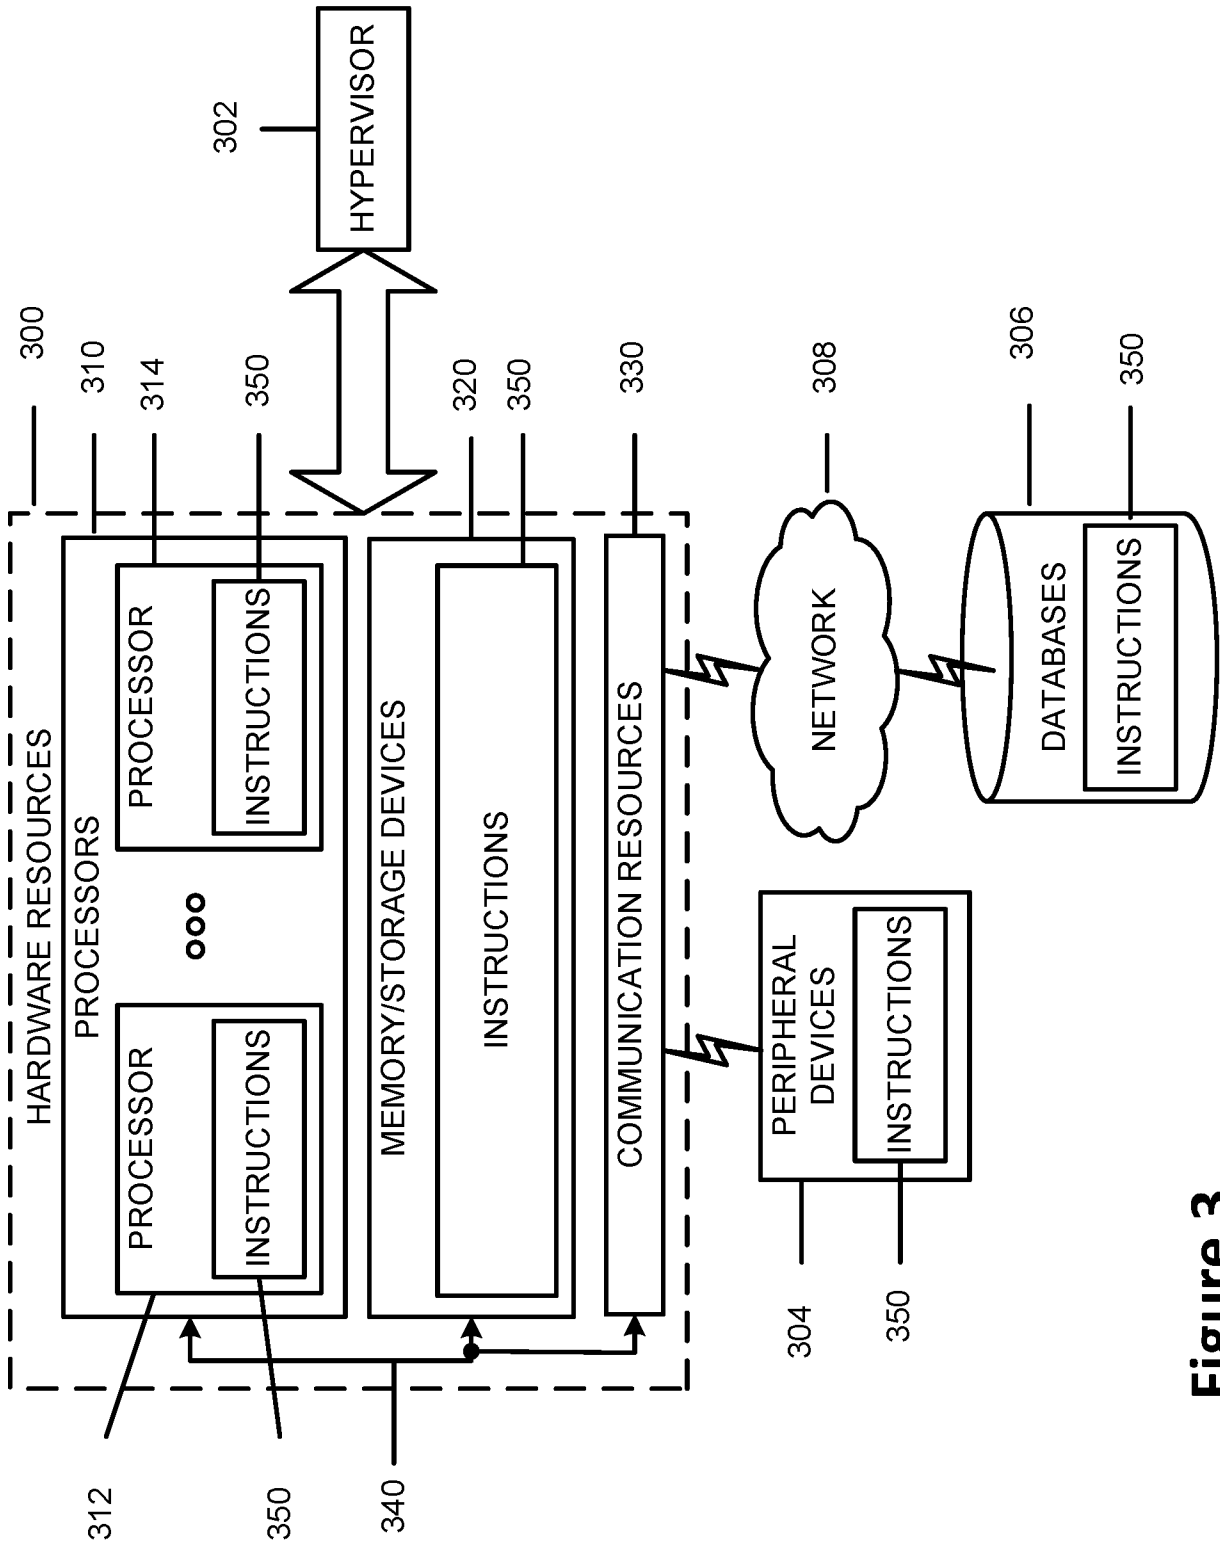 302
HYPERVISOR
300
310
314
350
320
350
330
308
306
350
HARDWARE RESOURCES
PROCESSORS
PROCESSOR
INSTRUCTIONS
PROCESSOR
INSTRUCTIONS
MEMORY/STORAGE DEVICES
INSTRUCTIONS
COMMUNICATION RESOURCES
NETWORK
DATABASES
INSTRUCTIONS
PERIPHERAL
DEVICES
INSTRUCTIONS
312
350
340
304
350
Figure 3